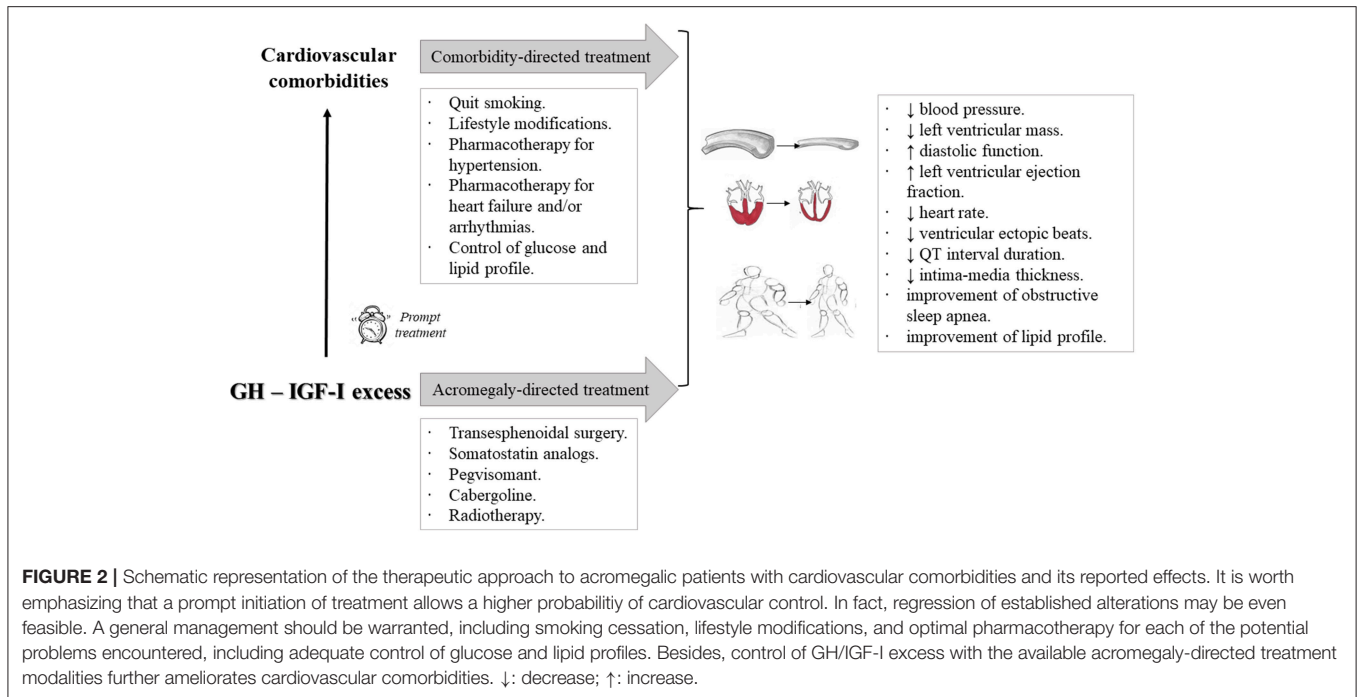 Cardiovascular
comorbidities
Comorbidity-directed treatment
· Quit smoking.
· Lifestyle modifications.
· Pharmacotherapy for
hypertension.
· Pharmacotherapy for
heart failure and/or
arrhythmias.
· Control of glucose and
lipid profile.
Prompt
treatment
GH – IGF-I excess
Acromegaly-directed treatment
· Transesphenoidal surgery.
· Somatostatin analogs.
· Pegvisomant.
· Cabergoline.
· Radiotherapy.
· ↓ blood pressure.
· ↓ left ventricular mass.
· ↑ diastolic function.
· ↑ left ventricular ejection
fraction.
· ↓ heart rate.
· ↓ ventricular ectopic beats.
· ↓ QT interval duration.
· ↓ intima-media thickness.
· improvement of obstructive
sleep apnea.
· improvement of lipid profile.
FIGURE 2 | Schematic representation of the therapeutic approach to acromegalic patients with cardiovascular comorbidities and its reported effects. It is worth
emphasizing that a prompt initiation of treatment allows a higher probabilitiy of cardiovascular control. In fact, regression of established alterations may be even
feasible. A general management should be warranted, including smoking cessation, lifestyle modifications, and optimal pharmacotherapy for each of the potential
problems encountered, including adequate control of glucose and lipid profiles. Besides, control of GH/IGF-I excess with the available acromegaly-directed treatment
modalities further ameliorates cardiovascular comorbidities. ↓: decrease; ↑: increase.